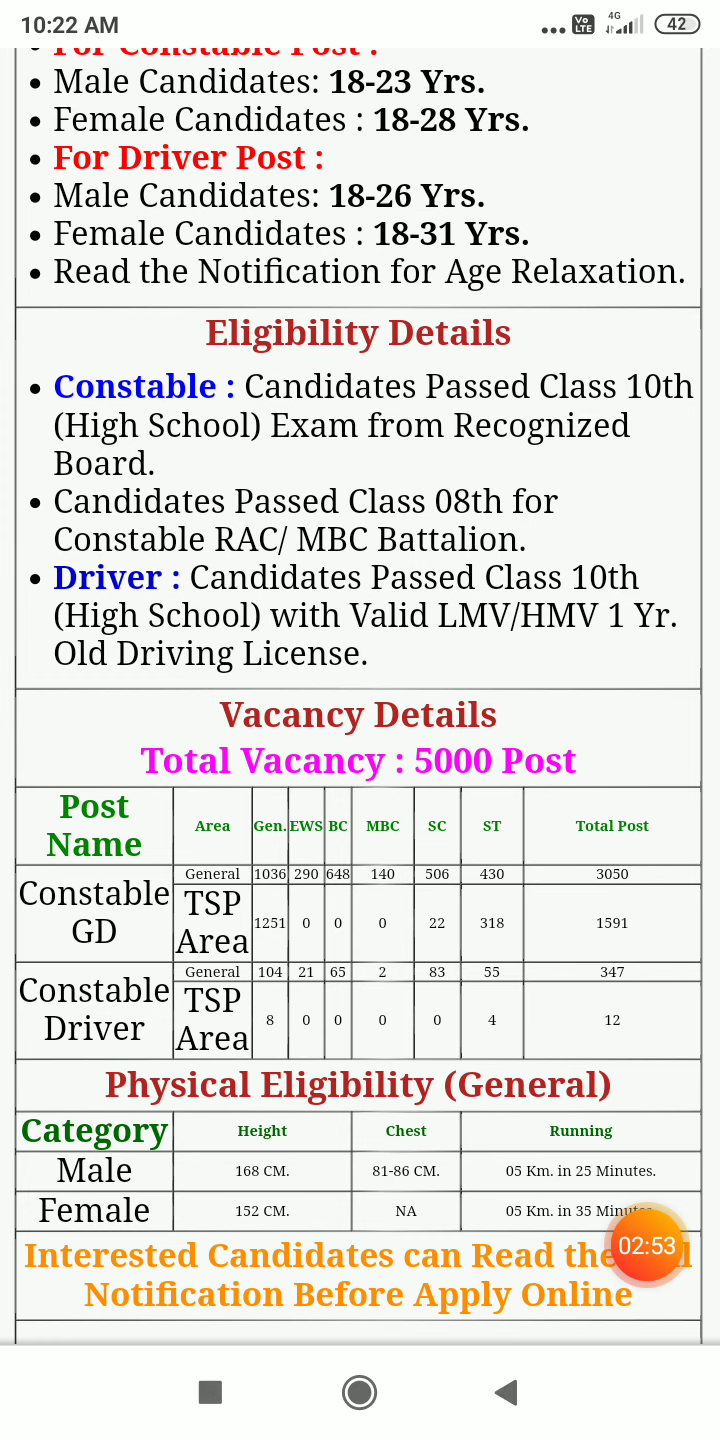 10:22 AM
Vo LTE
4G
42
For Constable Post :
Male Candidates: 18-23 Yrs.
Female Candidates : 18-28 Yrs.
For Driver Post :
Male Candidates: 18-26 Yrs.
Female Candidates : 18-31 Yrs.
Read the Notification for Age Relaxation.
Eligibility Details
Constable : Candidates Passed Class 10th
(High School) Exam from Recognized
Board.
Candidates Passed Class 08th for
Constable RAC/ MBC Battalion.
Driver : Candidates Passed Class 10th
(High School) with Valid LMV/HMV 1 Yr.
Old Driving License.
Vacancy Details
Total Vacancy : 5000 Post
Post Name Area Gen. EWS BC MBC SC ST Total Post
Constable GD General 1036 290 648 140 506 430 3050
TSP Area 1251 0 0 0 22 318 1591
Constable Driver General 104 21 65 2 83 55 347
TSP Area 8 0 0 0 0 4 12
Physical Eligibility (General)
Category Height Chest Running
Male 168 CM. 81-86 CM. 05 Km. in 25 Minutes.
Female 152 CM. NA 05 Km. in 35 Minutes.
02:53
Interested Candidates can Read the
Notification Before Apply Online